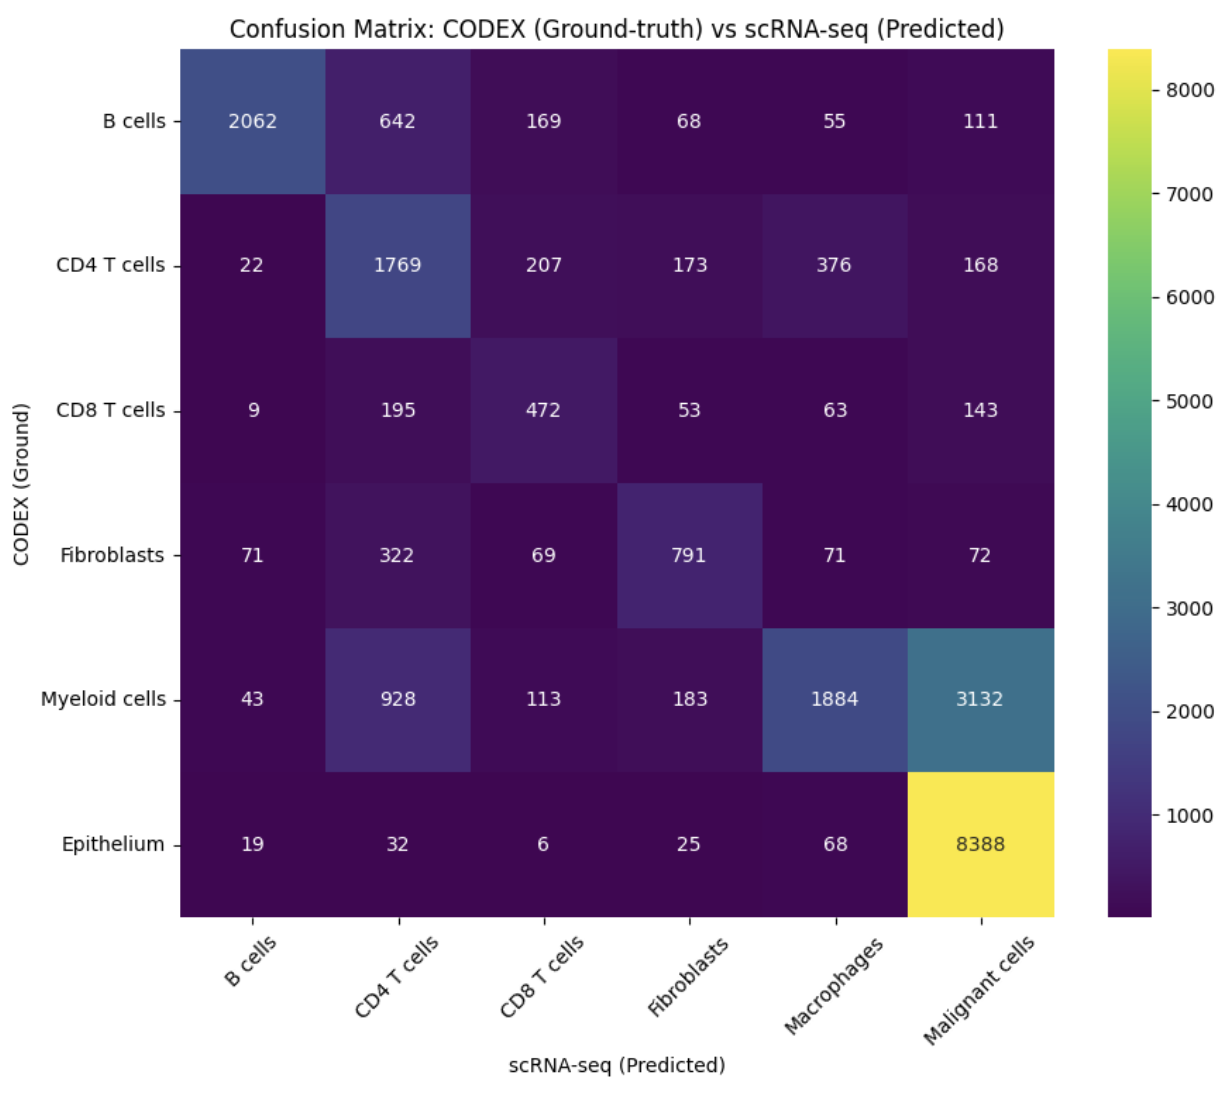 Confusion Matrix: CODEX (Ground-truth) vs scRNA-seq (Predicted)
CODEX (Ground)
B cells 2062 642 169 68 55 111
CD4 T cells 22 1769 207 173 376 168
CD8 T cells 9 195 472 53 63 143
Fibroblasts 71 322 69 791 71 72
Myeloid cells 43 928 113 183 1884 3132
Epithelium 19 32 6 25 68 8388
B cells CD4 T cells CD8 T cells Fibroblasts Macrophages Malignant cells
scRNA-seq (Predicted)
8000
7000
6000
5000
4000
3000
2000
1000